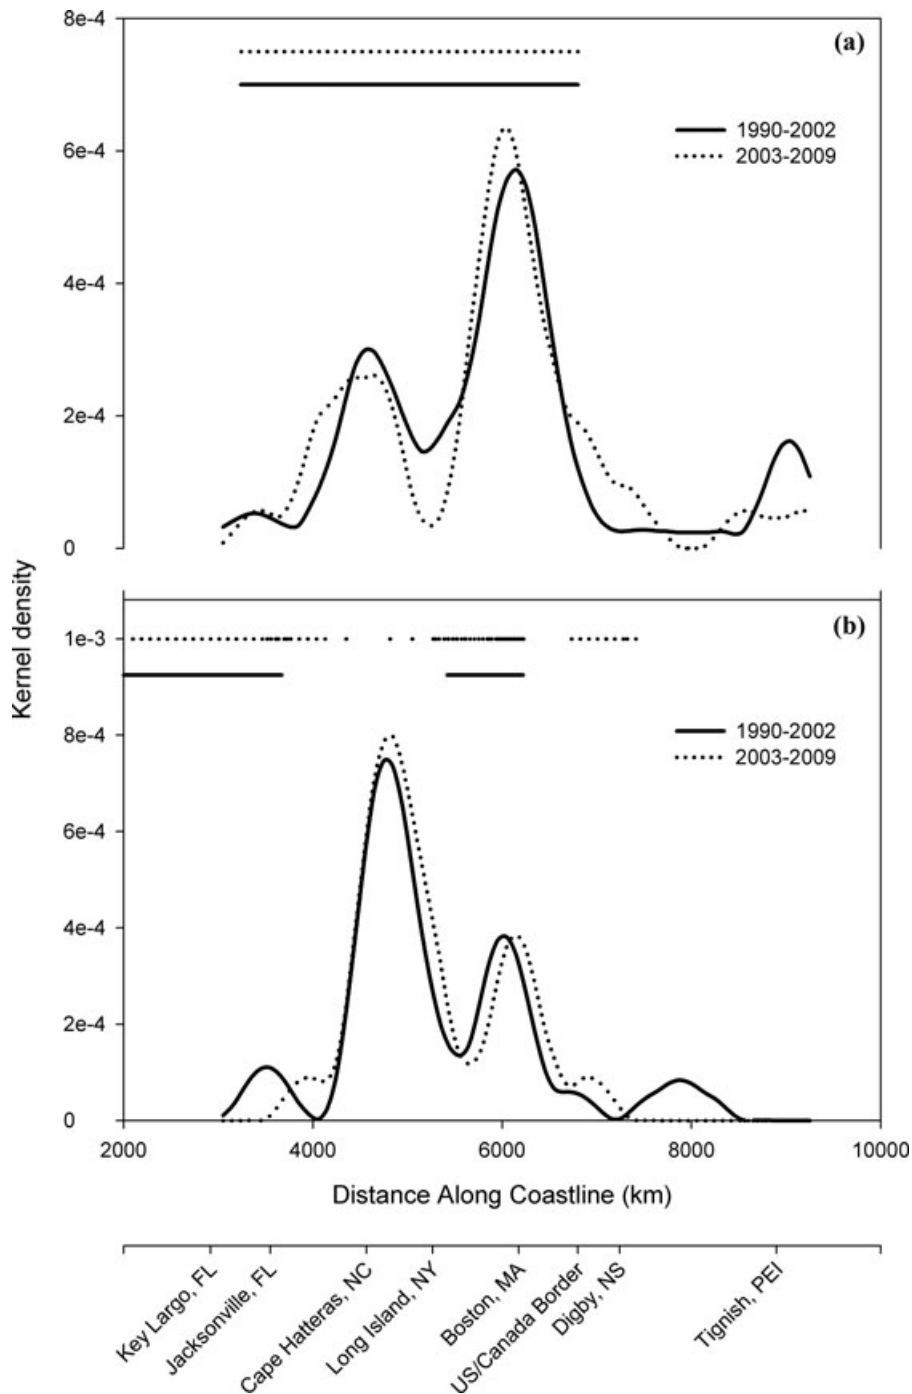 8e-4
(a)
1990-2002
2003-2009
6e-4
4e-4
2e-4
0
Kernel density
(b)
1e-3
1990-2002
2003-2009
8e-4
6e-4
4e-4
2e-4
0
2000 4000 6000 8000 10000
Distance Along Coastline (km)
Key Largo, FL
Jacksonville, FL
Cape Hatteras, NC
Long Island, NY
Boston, MA
US/Canada Border
Digby, NS
Tignish, PEI